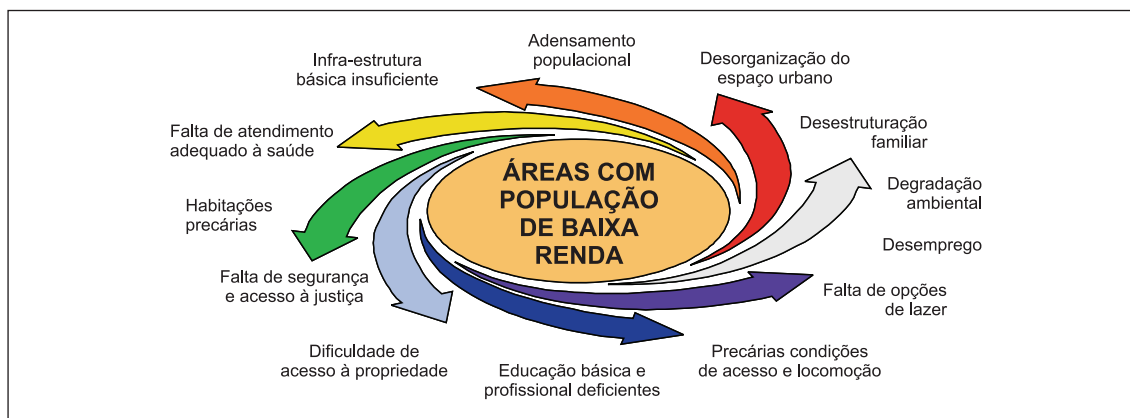 Adensamento
populacional
Desorganização do
espaço urbano
Infra-estrutura
básica insuficiente
Desestruturação
familiar
Falta de atendimento
adequado à saúde
ÁREAS COM
POPULAÇÃO
DE BAIXA
RENDA
Degradação
ambiental
Habitações
precárias
Desemprego
Falta de segurança
e acesso à justiça
Falta de opções
de lazer
Dificuldade de
acesso à propriedade
Educação básica e
profissional deficientes
Precárias condições
de acesso e locomoção